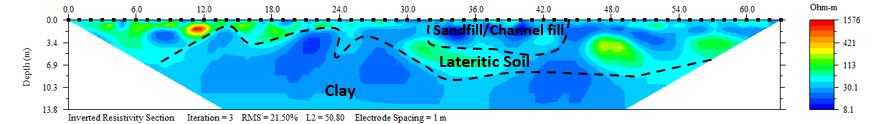 0.0 6.0 12.0 18.0 24.0 30.0 36.0 42.0 48.0 54.0 60.0
Ohm-m
0.0
3.4
6.9
10.3
13.8
Depth (m)
Sandfill/Channel fill
Lateritic Soil
Clay
1576
421
113
30.1
8.1
Inverted Resistivity Section Iteration = 3 RMS = 21.50% L2 = 50.80 Electrode Spacing = 1 m